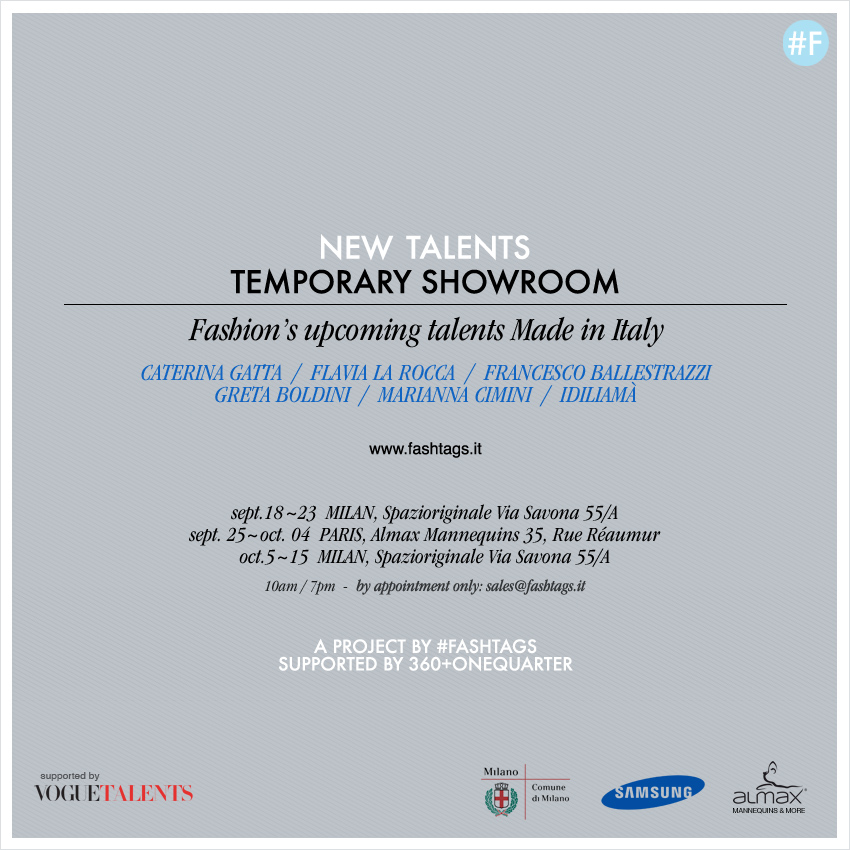 #F
NEW TALENTS
TEMPORARY SHOWROOM
Fashion's upcoming talents Made in Italy
CATERINA GATTA / FLAVIA LA ROCCA / FRANCESCO BALLESTRAZZI
GRETA BOLDINI / MARIANNA CIMINI / IDILIAMÀ
www.fashtags.it
sept.18~23 MILAN, Spazioriginale Via Savona 55/A
sept. 25~oct. 04 PARIS, Almax Mannequins 35, Rue Réaumur
oct.5~15 MILAN, Spazioriginale Via Savona 55/A
10am / 7pm - by appointment only: sales@fashtags.it
A PROJECT BY #FASHTAGS
SUPPORTED BY 360+ONEQUARTER
supported by
VOGUETALENTS
Milano
Comune
di Milano
SAMSUNG
almax
MANNEQUINS & MORE